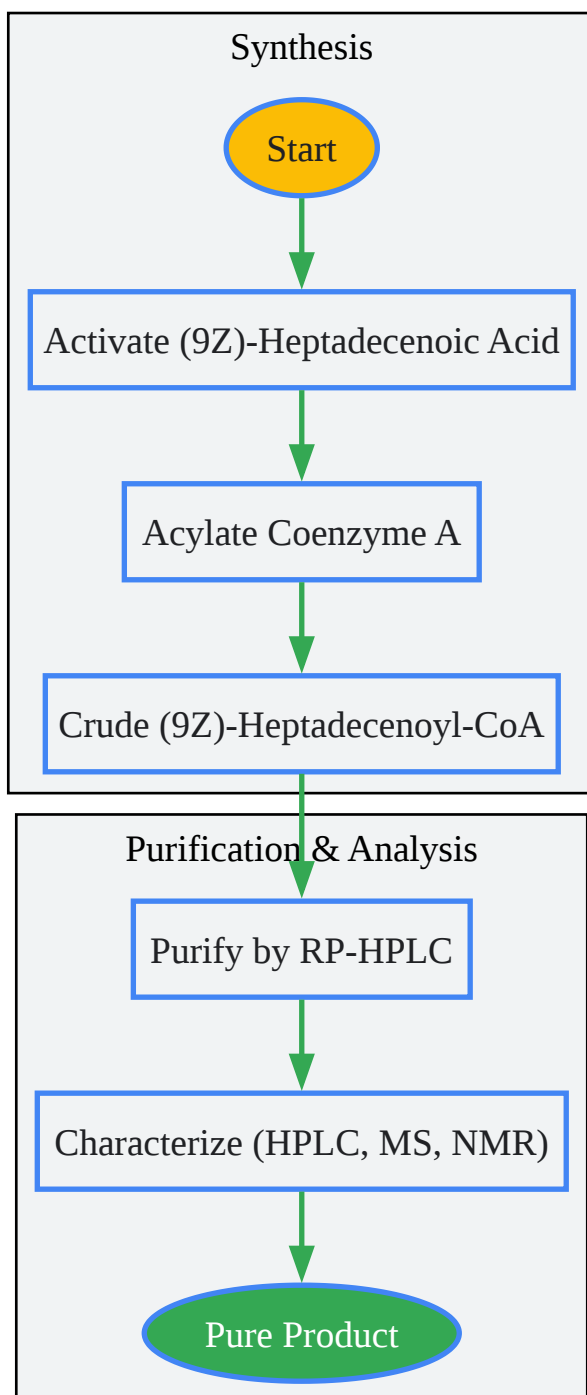 Synthesis
Start
Activate (9Z)-Heptadecenoic Acid
Acylate Coenzyme A
Crude (9Z)-Heptadecenoyl-CoA
Purification & Analysis
Purify by RP-HPLC
Characterize (HPLC, MS, NMR)
Pure Product